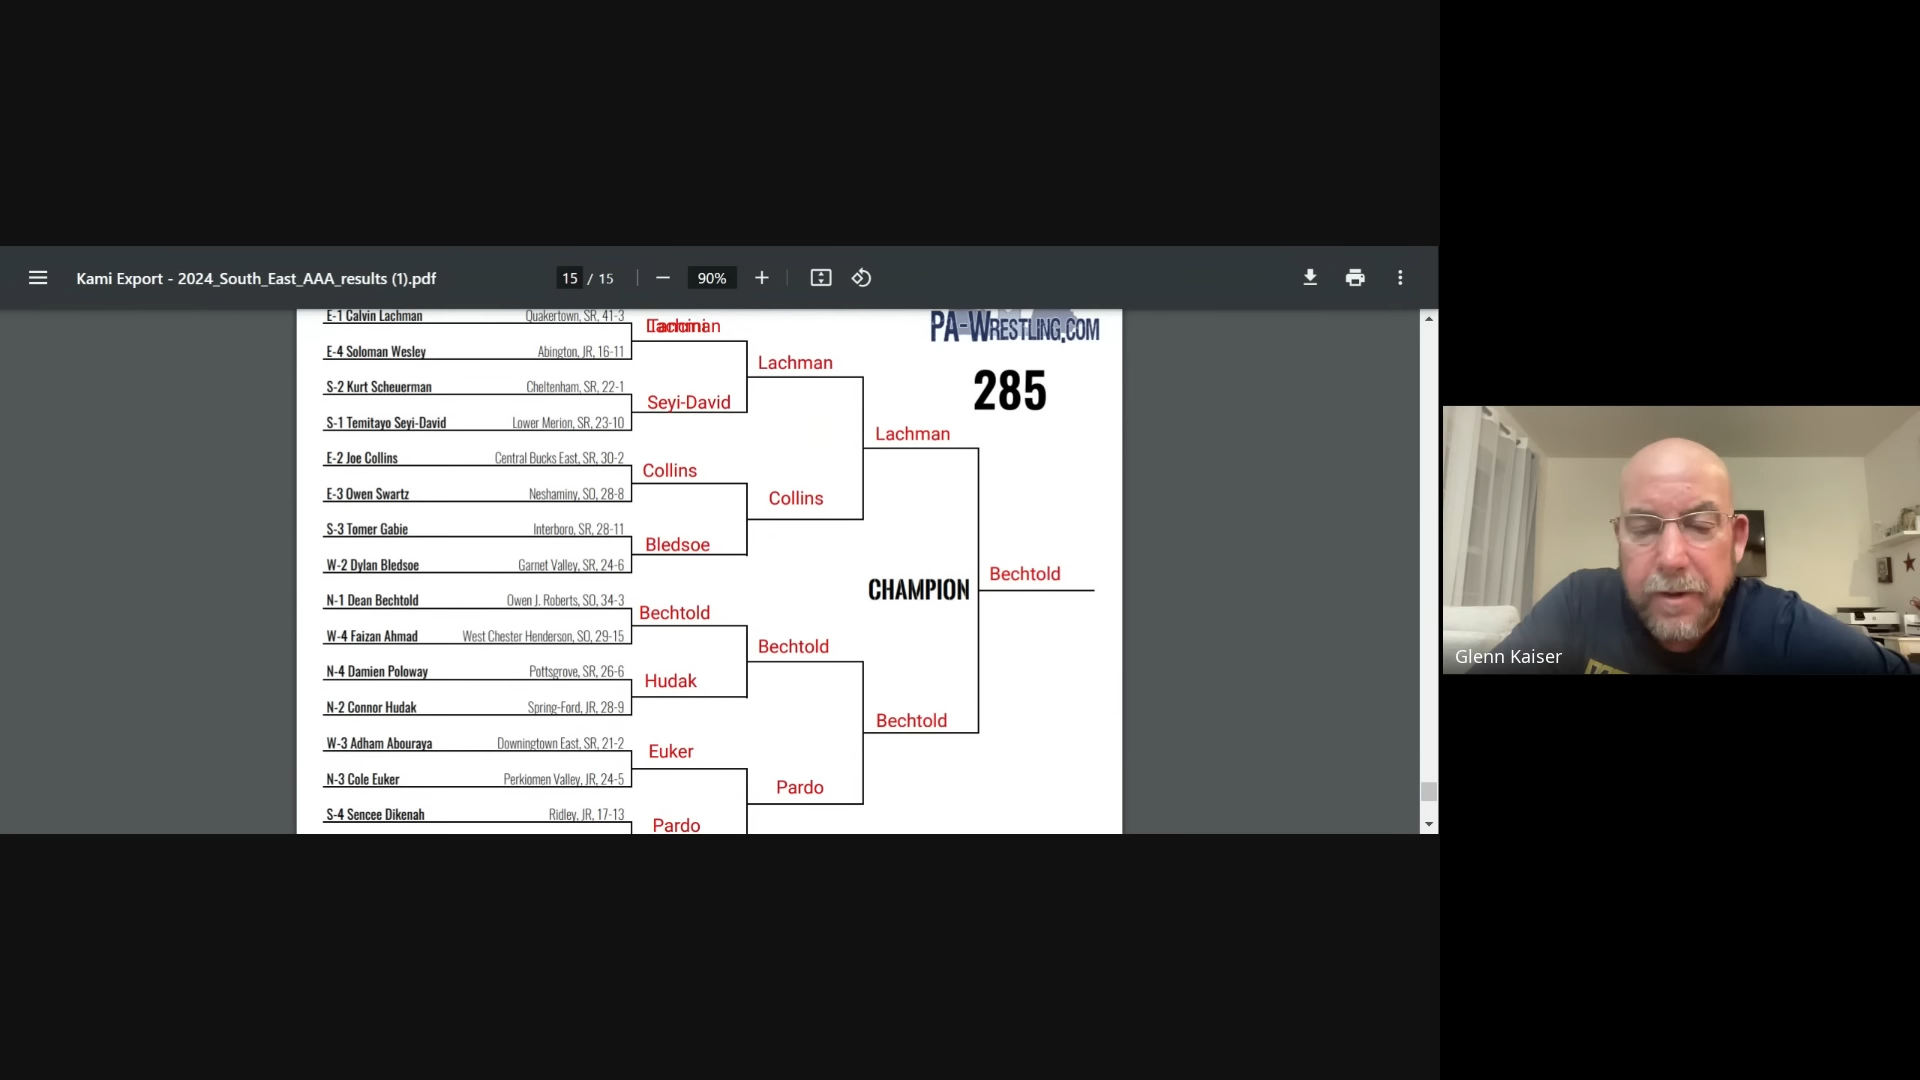 Kami Export - 2024_South_East_AAA_results (1).pdf
15 / 15
90%
E-1 Calvin Lachman Quakertown, SR, 41-3
PA-WRESTLING.COM
E-4 Soloman Wesley Abington, JR, 16-11
Lachman
285
S-2 Kurt Scheuerman Cheltenham, SR, 22-1
Seyi-David
S-1 Temitayo Seyi-David Lower Merion, SR, 23-10
Lachman
E-2 Joe Collins Central Bucks East, SR, 30-2
Collins
E-3 Owen Swartz Neshaminy, SO, 28-8
Collins
S-3 Tomer Gabie Interboro, SR, 28-11
Bledsoe
W-2 Dylan Bledsoe Garnet Valley, SR, 24-6
Bechtold
CHAMPION
N-1 Dean Bechtold Owen J. Roberts, SO, 34-3
Bechtold
W-4 Faizan Ahmad West Chester Henderson, SO, 29-15
Bechtold
N-4 Damien Poloway Pottsgrove, SR, 26-6
Hudak
N-2 Connor Hudak Spring-Ford, JR, 28-9
Bechtold
W-3 Adham Abouraya Downingtown East, SR, 21-2
Euker
N-3 Cole Euker Perkiomen Valley, JR, 24-5
Pardo
S-4 Sencee Dikenah Ridley, JR, 17-13
Pardo
Glenn Kaiser